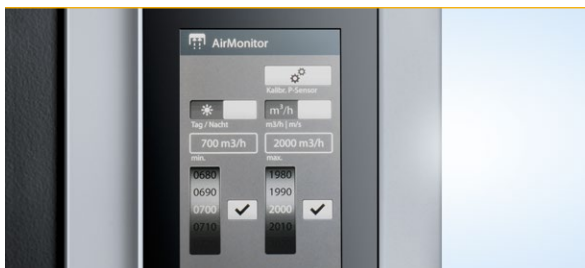 AirMonitor
Kalibr. P-Sensor
m³/h
Tag / Nacht
m3/h | m/s
700 m3/h
2000 m3/h
min.
max.
0680
1980
0690
1990
0700
2000
0710
2010